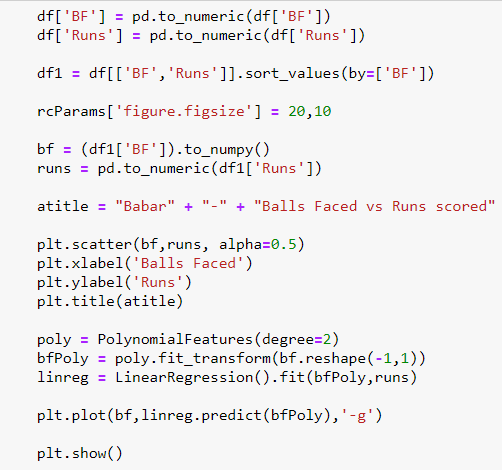 df['BF'] = pd.to_numeric(df['BF'])
df['Runs'] = pd.to_numeric(df['Runs'])
df1 = df[['BF','Runs']].sort_values(by=['BF'])
rcParams['figure.figsize'] = 20,10
bf = (df1['BF']).to_numpy()
runs = pd.to_numeric(df1['Runs'])
atitle = "Babar" + "-" + "Balls Faced vs Runs scored"
plt.scatter(bf,runs, alpha=0.5)
plt.xlabel('Balls Faced')
plt.ylabel('Runs')
plt.title(atitle)
poly = PolynomialFeatures(degree=2)
bfPoly = poly.fit_transform(bf.reshape(-1,1))
linreg = LinearRegression().fit(bfPoly,runs)
plt.plot(bf,linreg.predict(bfPoly),'-g')
plt.show()